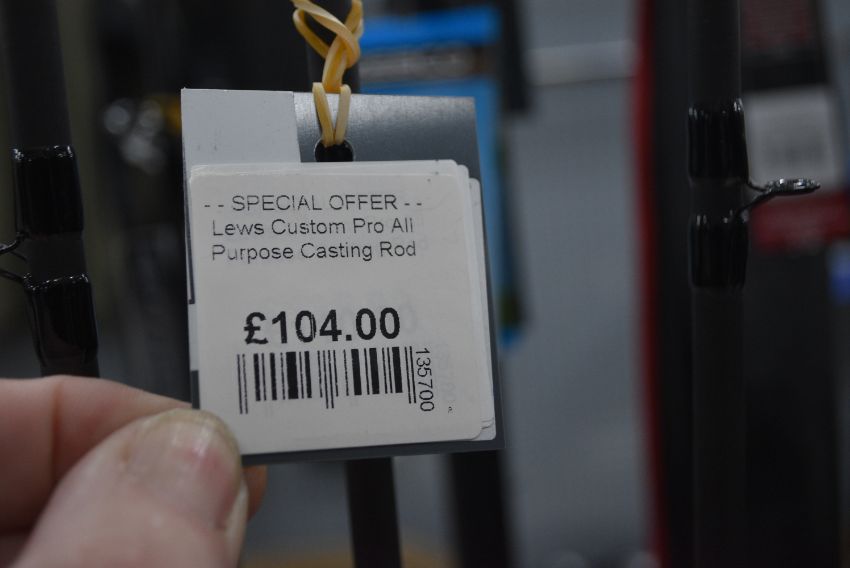 - - SPECIAL OFFER - -
Lews Custom Pro All
Purpose Casting Rod
£104.00
135700